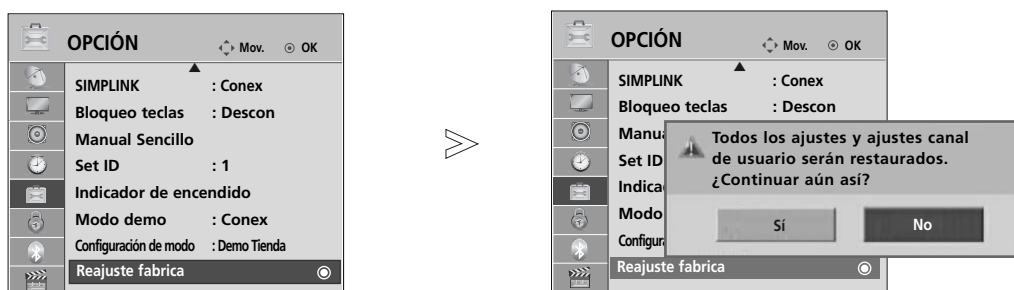 OPCIÓN Mov. OK
SIMPLINK : Conex
Bloqueo teclas : Descon
Manual Sencillo
Set ID : 1
Indicador de encendido
Modo demo : Conex
Configuración de modo : Demo Tienda
Reajuste fabrica
OPCIÓN Mov. OK
SIMPLINK : Conex
Bloqueo teclas : Descon
Manua
Set ID
Indica
Modo
Configura
Reajuste fabrica
Todos los ajustes y ajustes canal
de usuario serán restaurados.
¿Continuar aún así?
Sí No